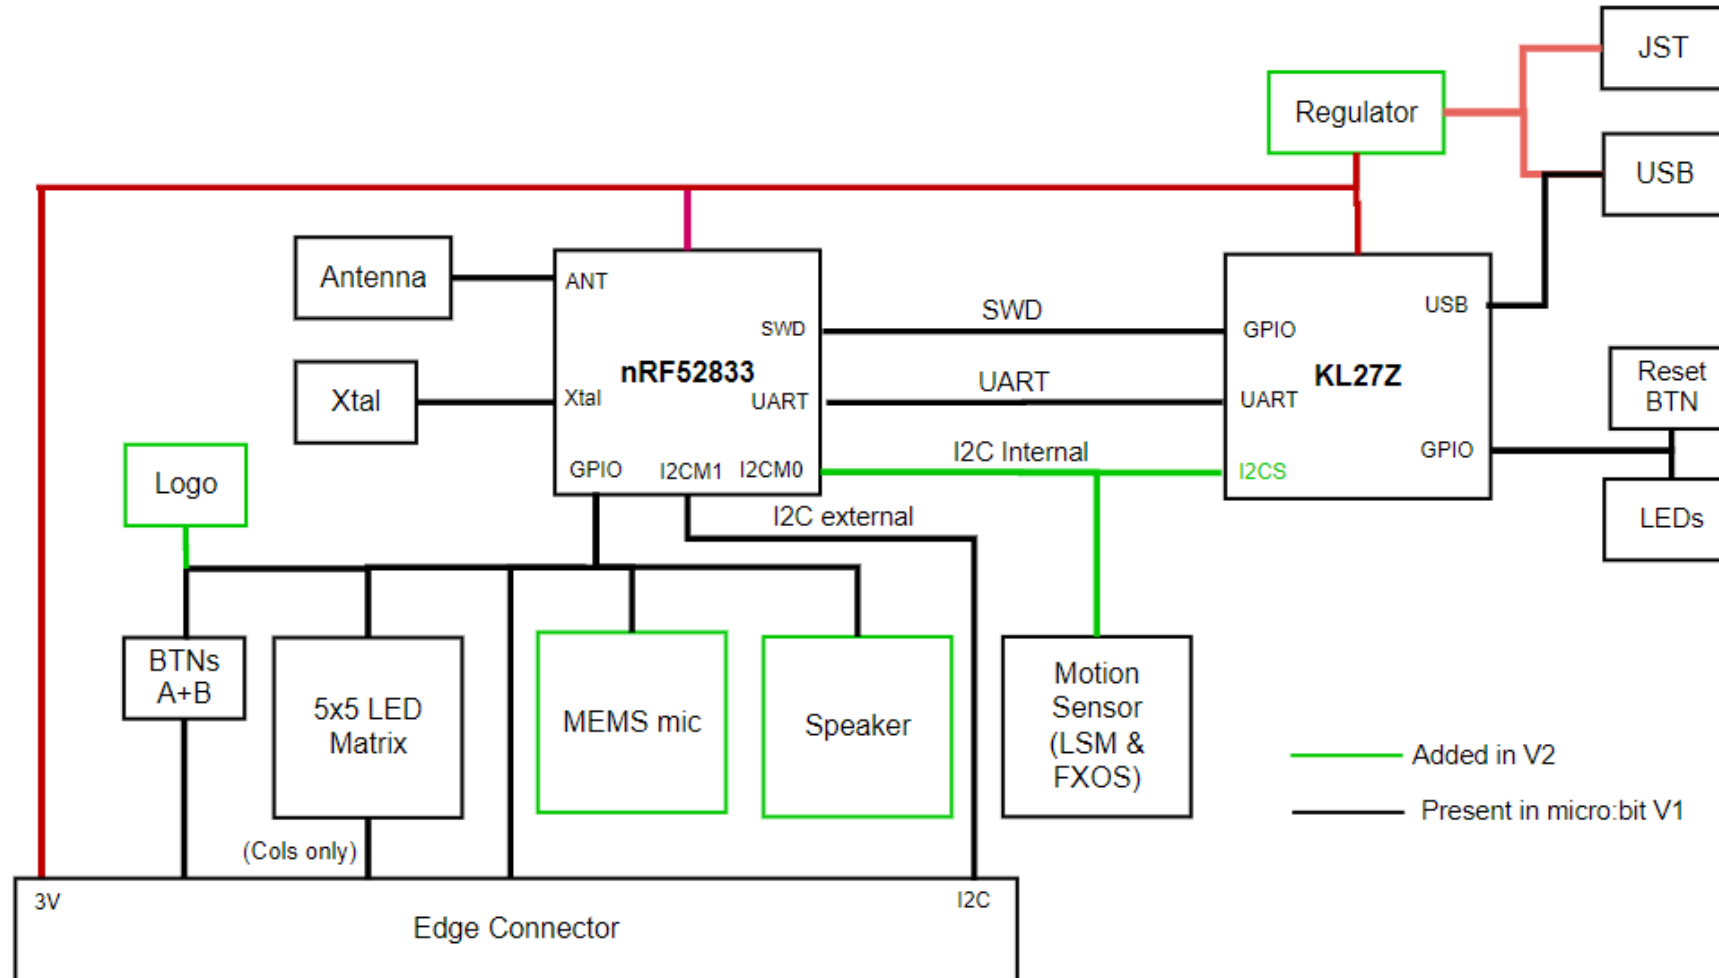 JST
Regulator
USB
Antenna
ANT
SWD
SWD
GPIO
USB
nRF52833
KL27Z
Xtal
Xtal
UART
UART
UART
Reset
BTN
GPIO
I2CM1
I2CM0
I2C Internal
I2CS
GPIO
Logo
I2C external
LEDs
BTNs
A+B
5x5 LED
Matrix
MEMS mic
Speaker
Motion
Sensor
(LSM &
FXOS)
Added in V2
Present in micro:bit V1
(Cols only)
3V
I2C
Edge Connector